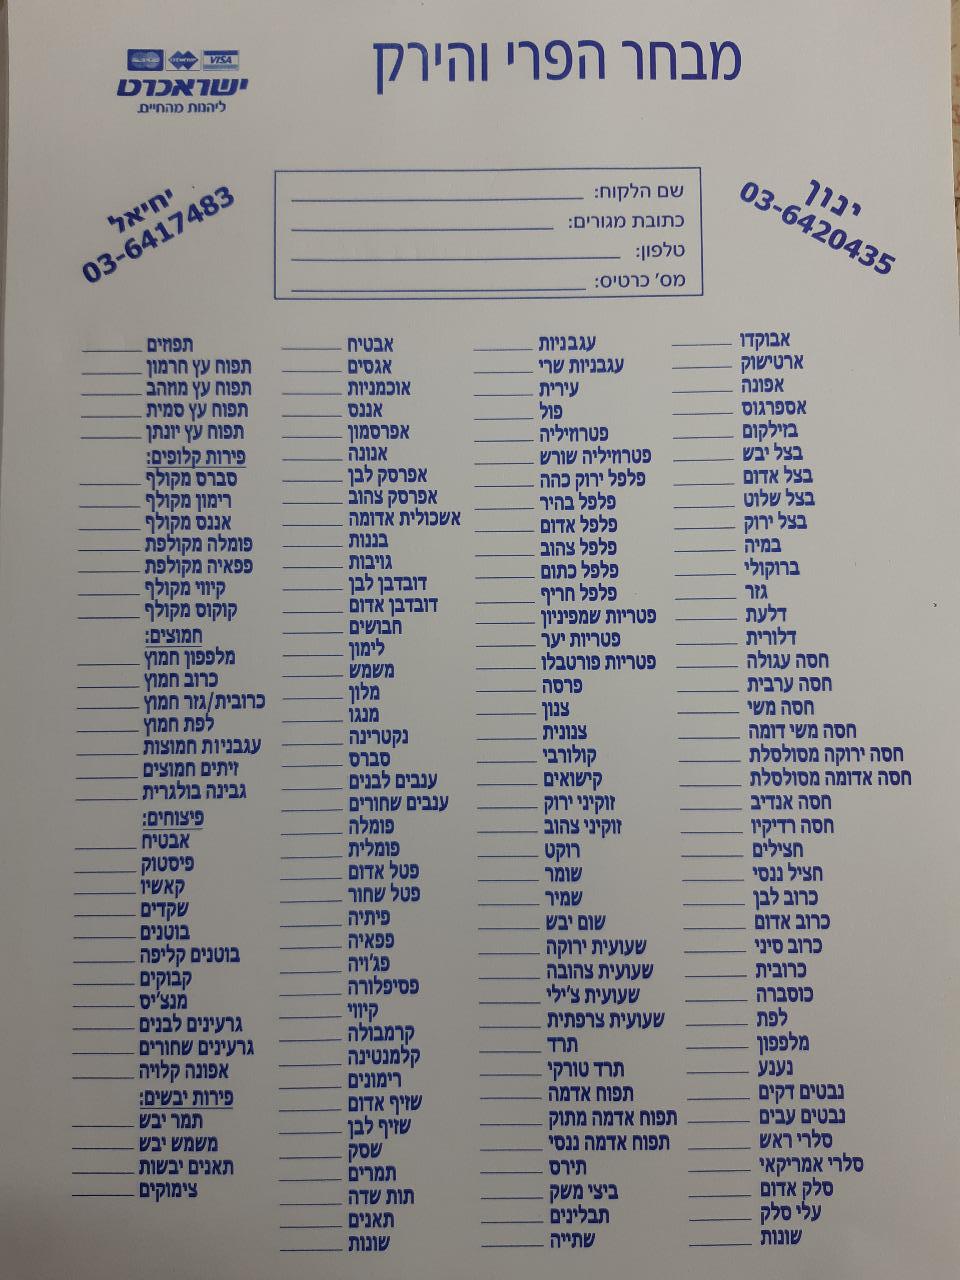 מבחר הפרי והירק
VISA
ישראכרט
ליהנות מהחיים.
ינון
03-6420435
שם הלקוח:
כתובת מגורים:
טלפון:
מס' כרטיס:
יחיאל
03-6417483
אבוקדו
ארטישוק
אפונה
אספרגוס
בזילקום
בצל יבש
בצל אדום
בצל שלוט
בצל ירוק
במיה
ברוקולי
גזר
דלעת
דלורית
חסה עגולה
חסה ערבית
חסה משי
חסה משי דומה
חסה ירוקה מסולסלת
חסה אדומה מסולסלת
חסה אנדיב
חסה רדיקיו
חצילים
חציל ננסי
כרוב לבן
כרוב אדום
כרוב סיני
כרובית
כוסברה
לפת
מלפפון
נענע
נבטים דקים
נבטים עבים
סלרי ראש
סלרי אמריקאי
סלק אדום
עלי סלק
שונות
עגבניות
עגבניות שרי
עירית
פול
פטרוזיליה
פטרוזיליה שורש
פלפל ירוק כהה
פלפל בהיר
פלפל אדום
פלפל צהוב
פלפל כתום
פלפל חריף
פטריות שמפיניון
פטריות יער
פטריות פורטבלו
פרסה
צנון
צנונית
קולורבי
קישואים
זוקיני ירוק
זוקיני צהוב
רוקט
שומר
שמיר
שום יבש
שעועית ירוקה
שעועית צהובה
שעועית צ'ילי
שעועית צרפתית
תרד
תרד טורקי
תפוח אדמה
תפוח אדמה מתוק
תפוח אדמה ננסי
תירס
ביצי משק
תבלינים
שתייה
אבטיח
אגסים
אוכמניות
אננס
אפרסמון
אנונה
אפרסק לבן
אפרסק צהוב
אשכולית אדומה
בננות
גויבות
דובדבן לבן
דובדבן אדום
חבושים
לימון
משמש
מלון
מנגו
נקטרינה
סברס
ענבים לבנים
ענבים שחורים
פומלה
פומלית
פטל אדום
פטל שחור
פיתיה
פפאיה
פג'ויה
פסיפלורה
קיווי
קרמבולה
קלמנטינה
רימונים
שזיף אדום
שזיף לבן
שסק
תמרים
תות שדה
תאנים
שונות
תפוזים
תפוח עץ חרמון
תפוח עץ מוזהב
תפוח עץ סמית
תפוח עץ יונתן
פירות קלופים:
סברס מקולף
רימון מקולף
אננס מקולף
פומלה מקולפת
פפאיה מקולפת
קיווי מקולף
קוקוס מקולף
חמוצים:
מלפפון חמוץ
כרוב חמוץ
כרובית/גזר חמוץ
לפת חמוץ
עגבניות חמוצות
זיתים חמוצים
גבינה בולגרית
פיצוחים:
אבטיח
פיסטוק
קאשיו
שקדים
בוטנים
בוטנים קליפה
קבוקים
מנצ'יס
גרעינים לבנים
גרעינים שחורים
אפונה קלויה
פירות יבשים:
תמר יבש
משמש יבש
תאנים יבשות
צימוקים